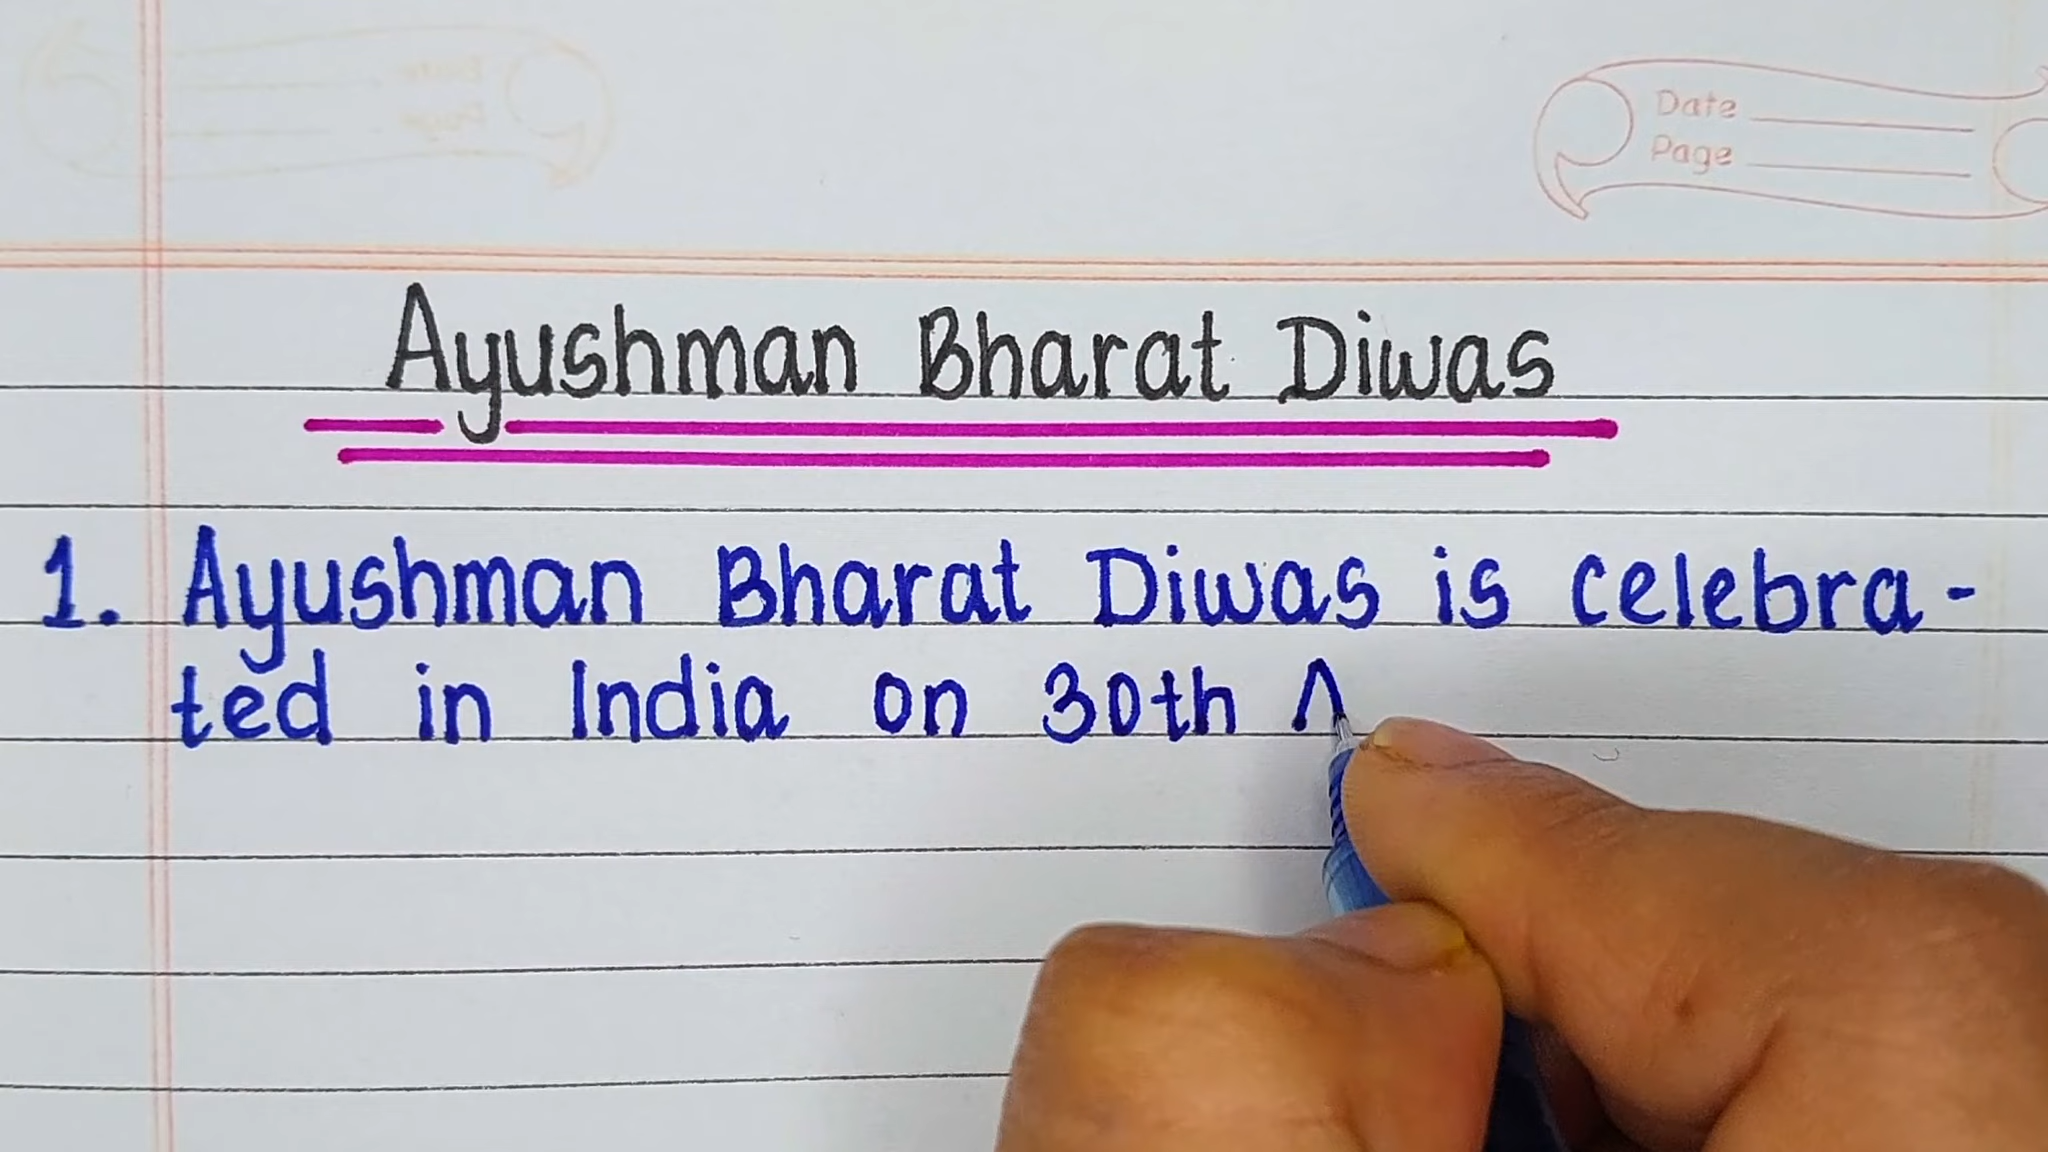 Date
Page
Ayushman Bharat Diwas
1. Ayushman Bharat Diwas is celebra-
ted in India on 30th